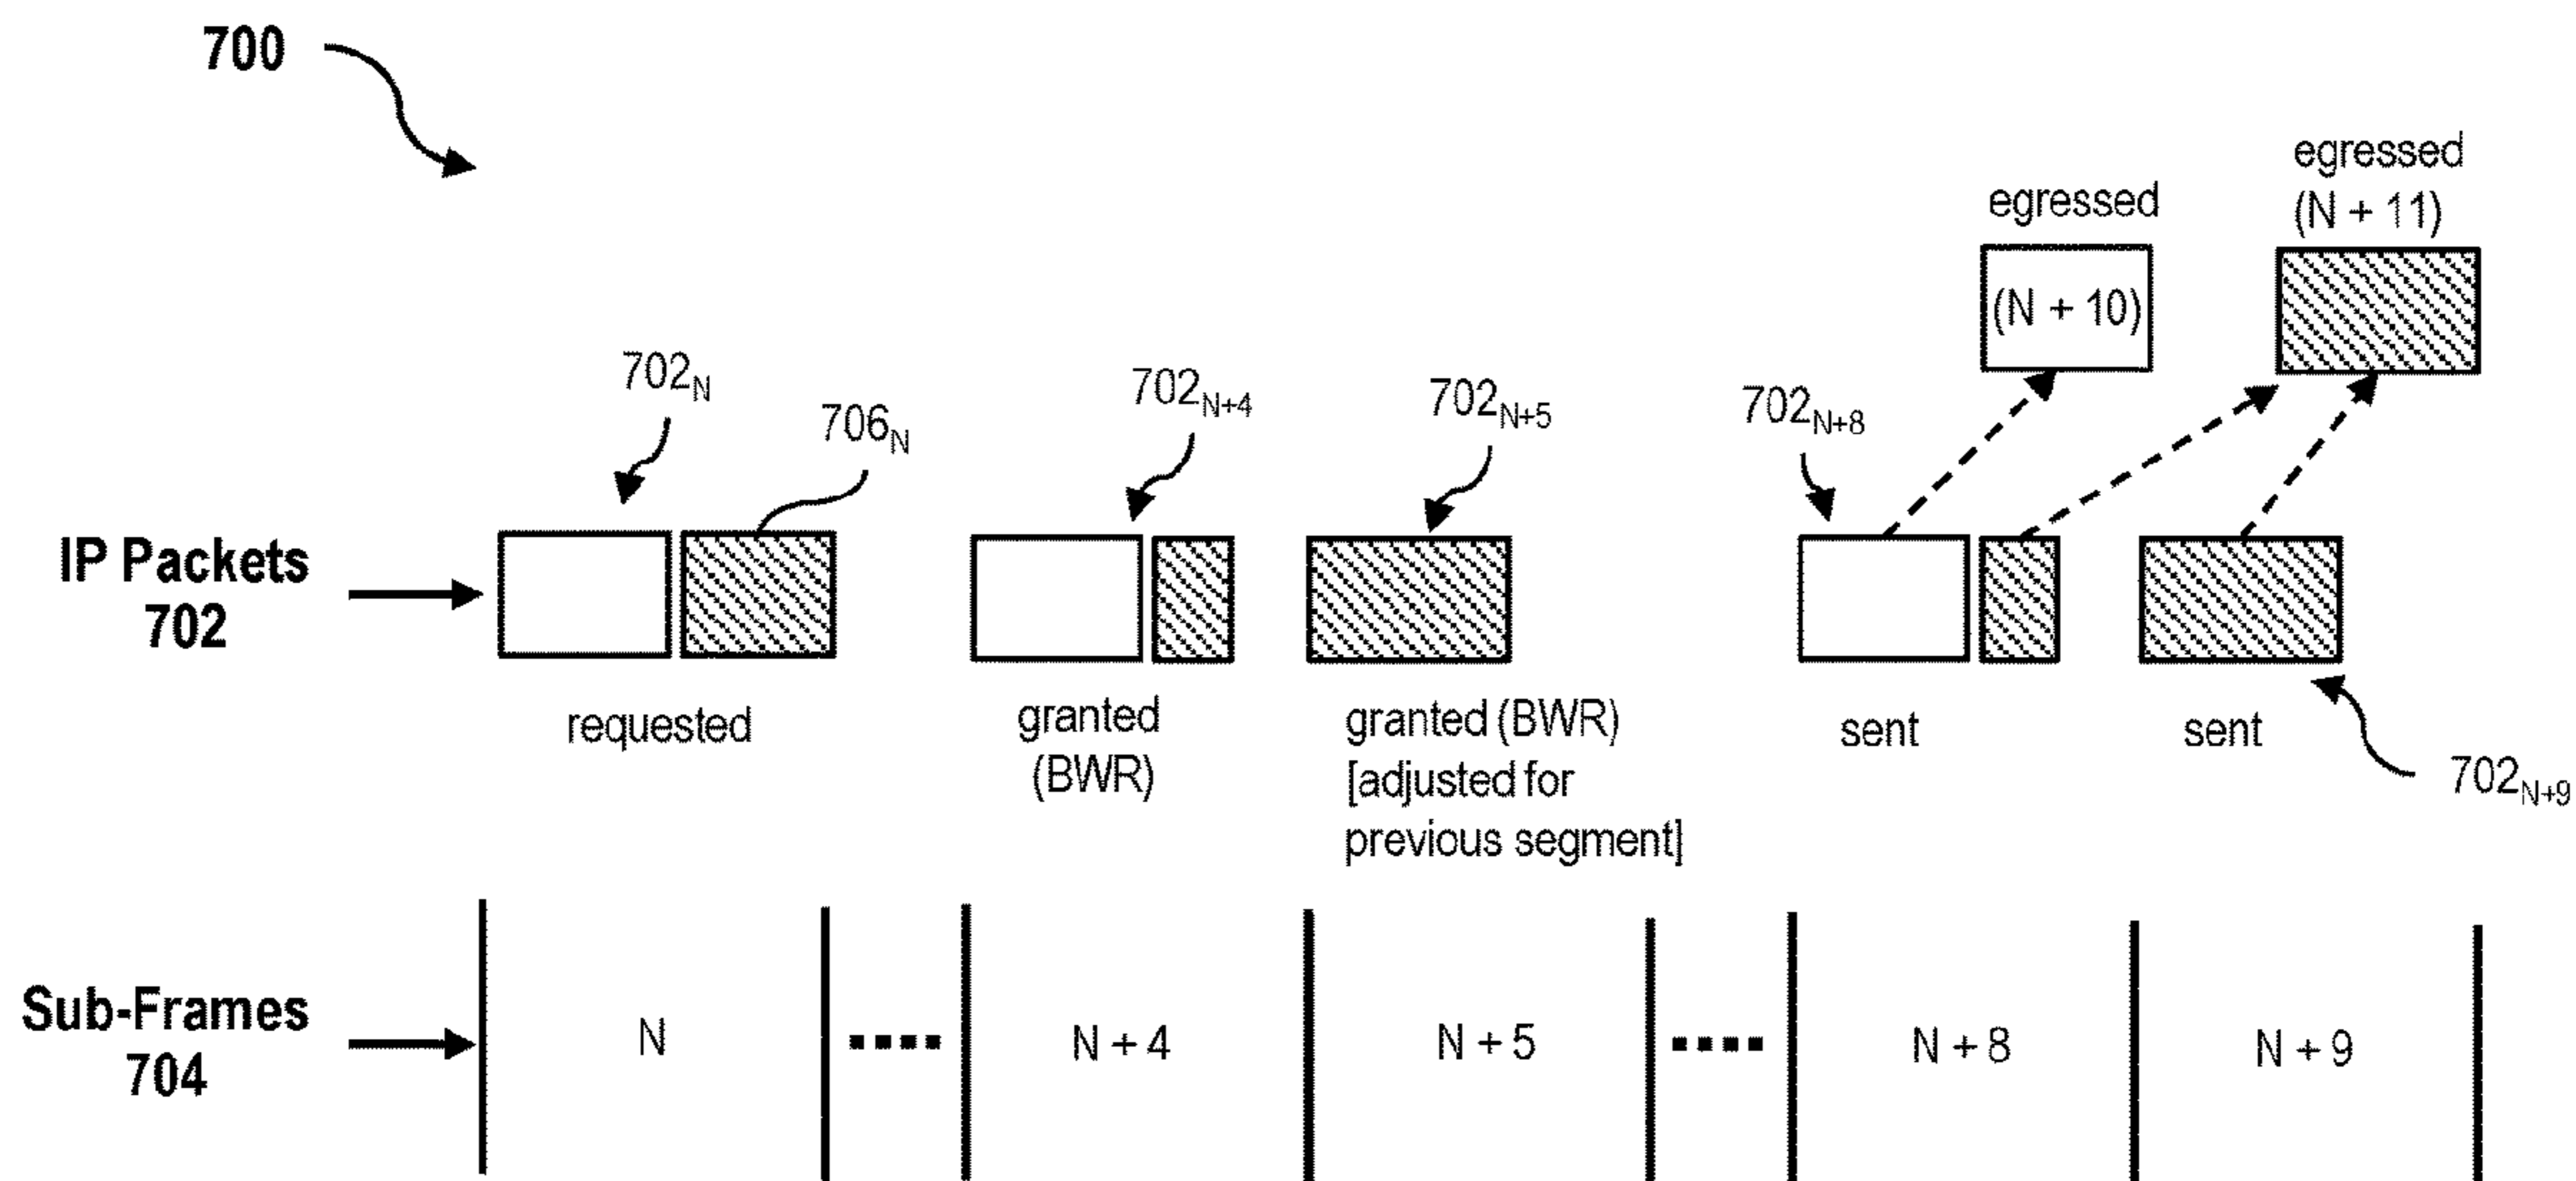 700
egressed
(N + 11)
egressed
(N + 10)
702N
706N
702N+4
702N+5
702N+8
IP Packets
702
requested
granted
(BWR)
granted (BWR)
[adjusted for
previous segment]
sent
sent
702N+9
Sub-Frames
704
N
N + 4
N + 5
N + 8
N + 9